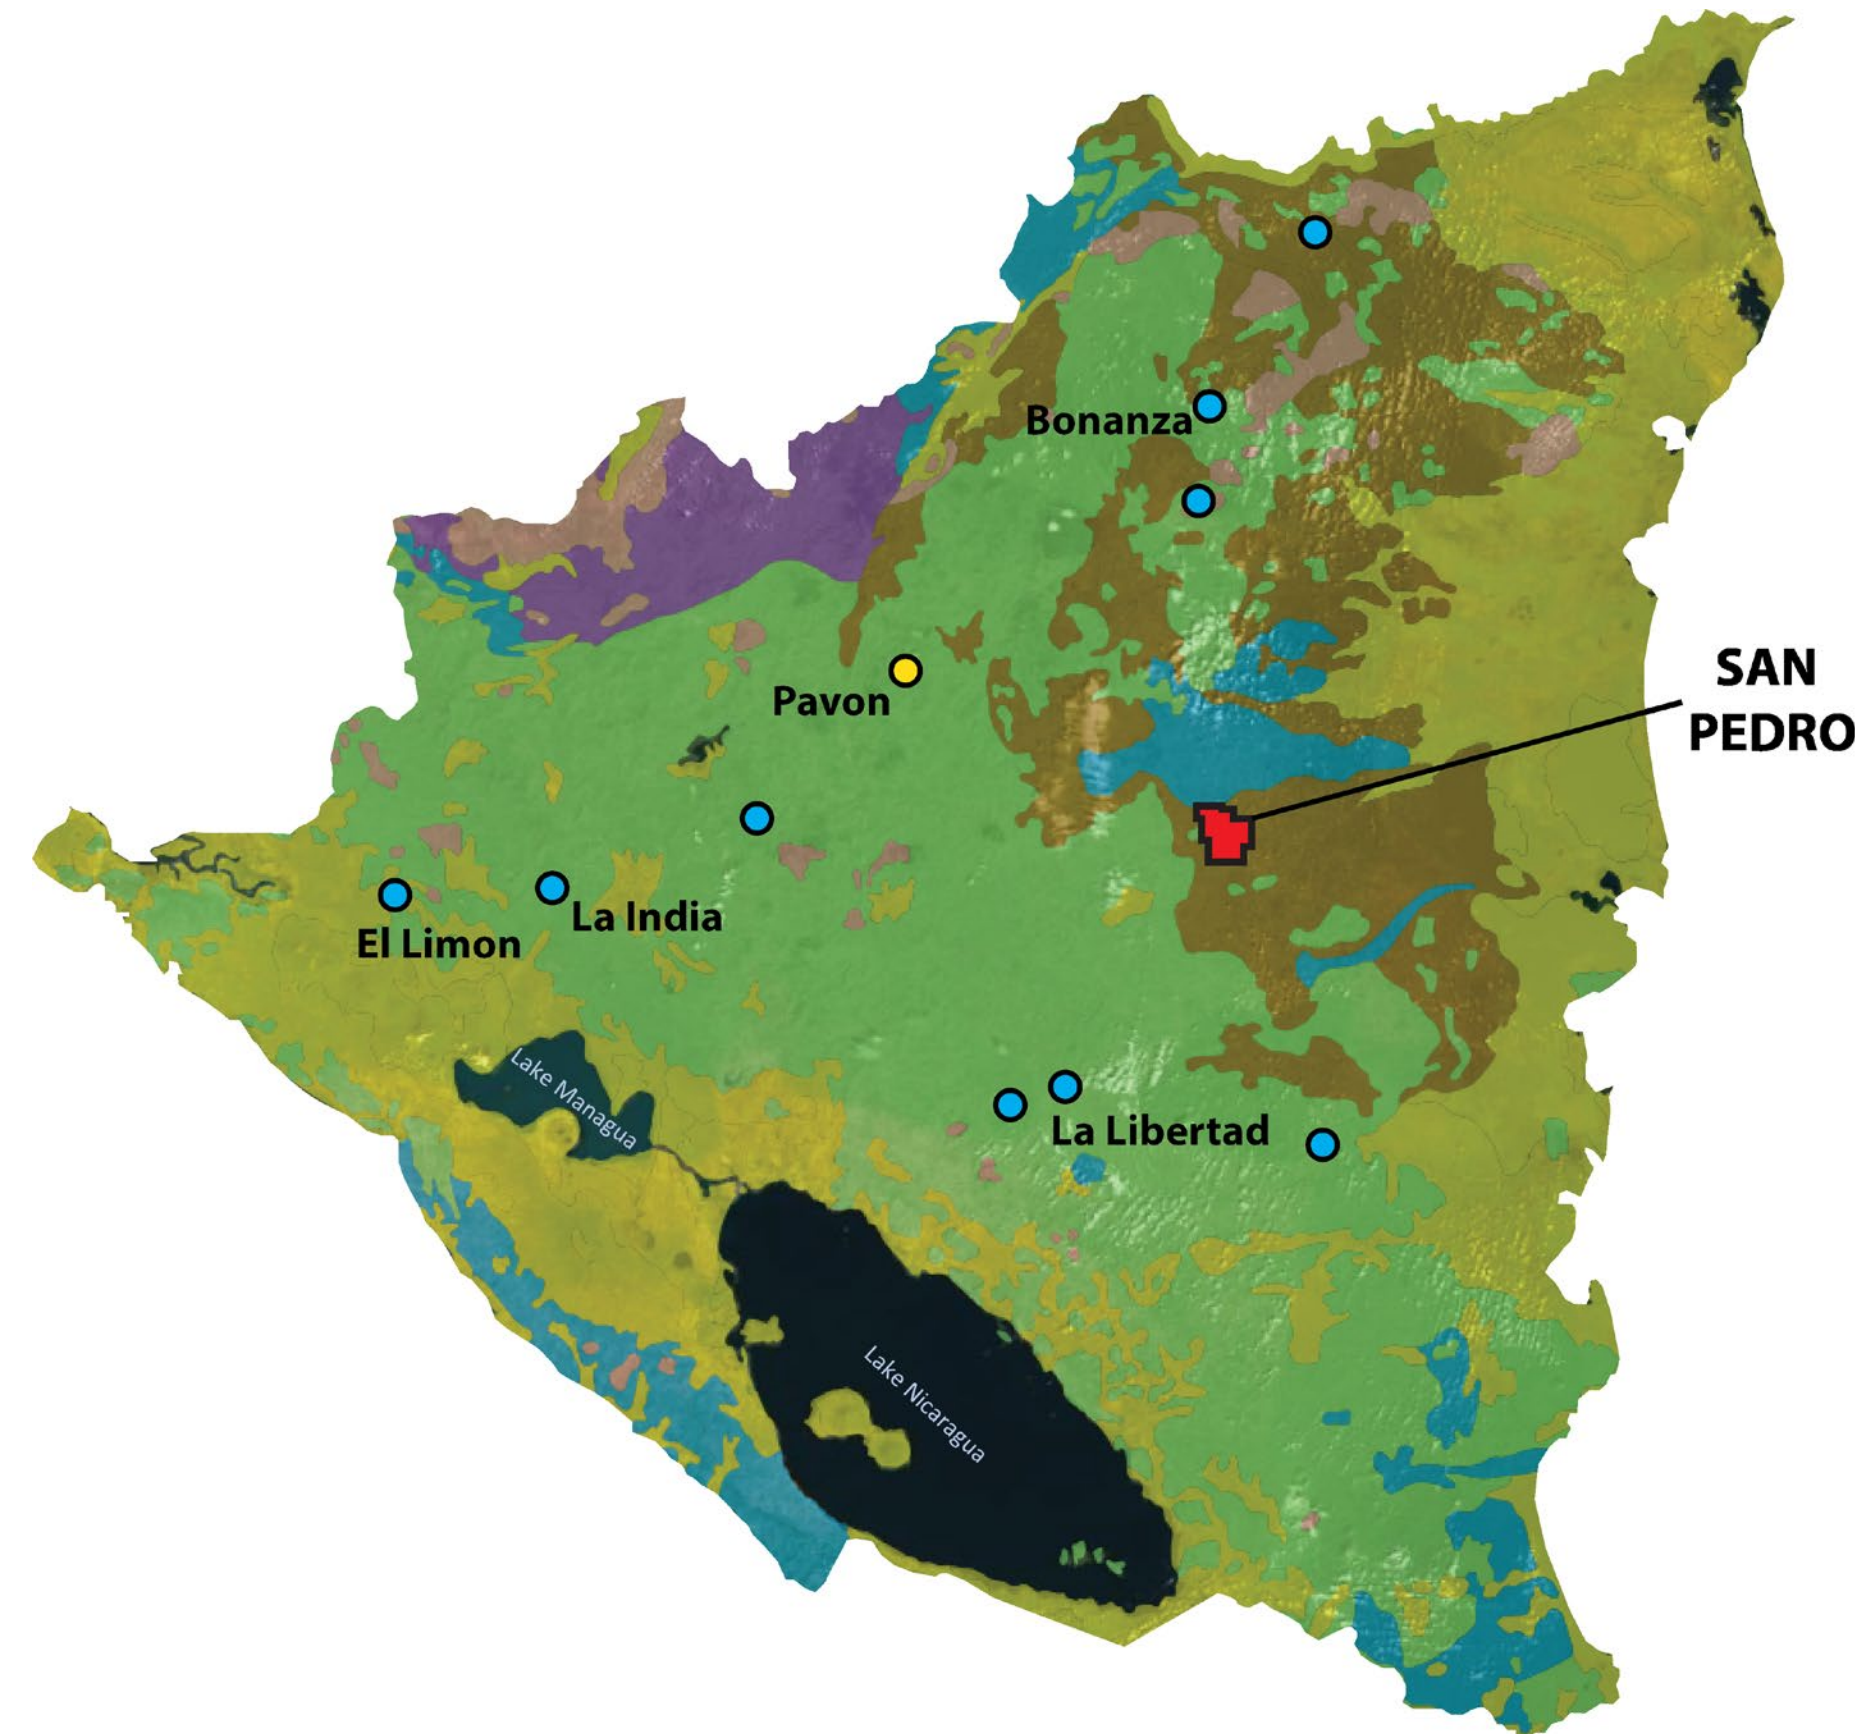 Bonanza
SAN
PEDRO
Pavon
La India
El Limon
Lake Managua
La Libertad
Lake Nicaragua